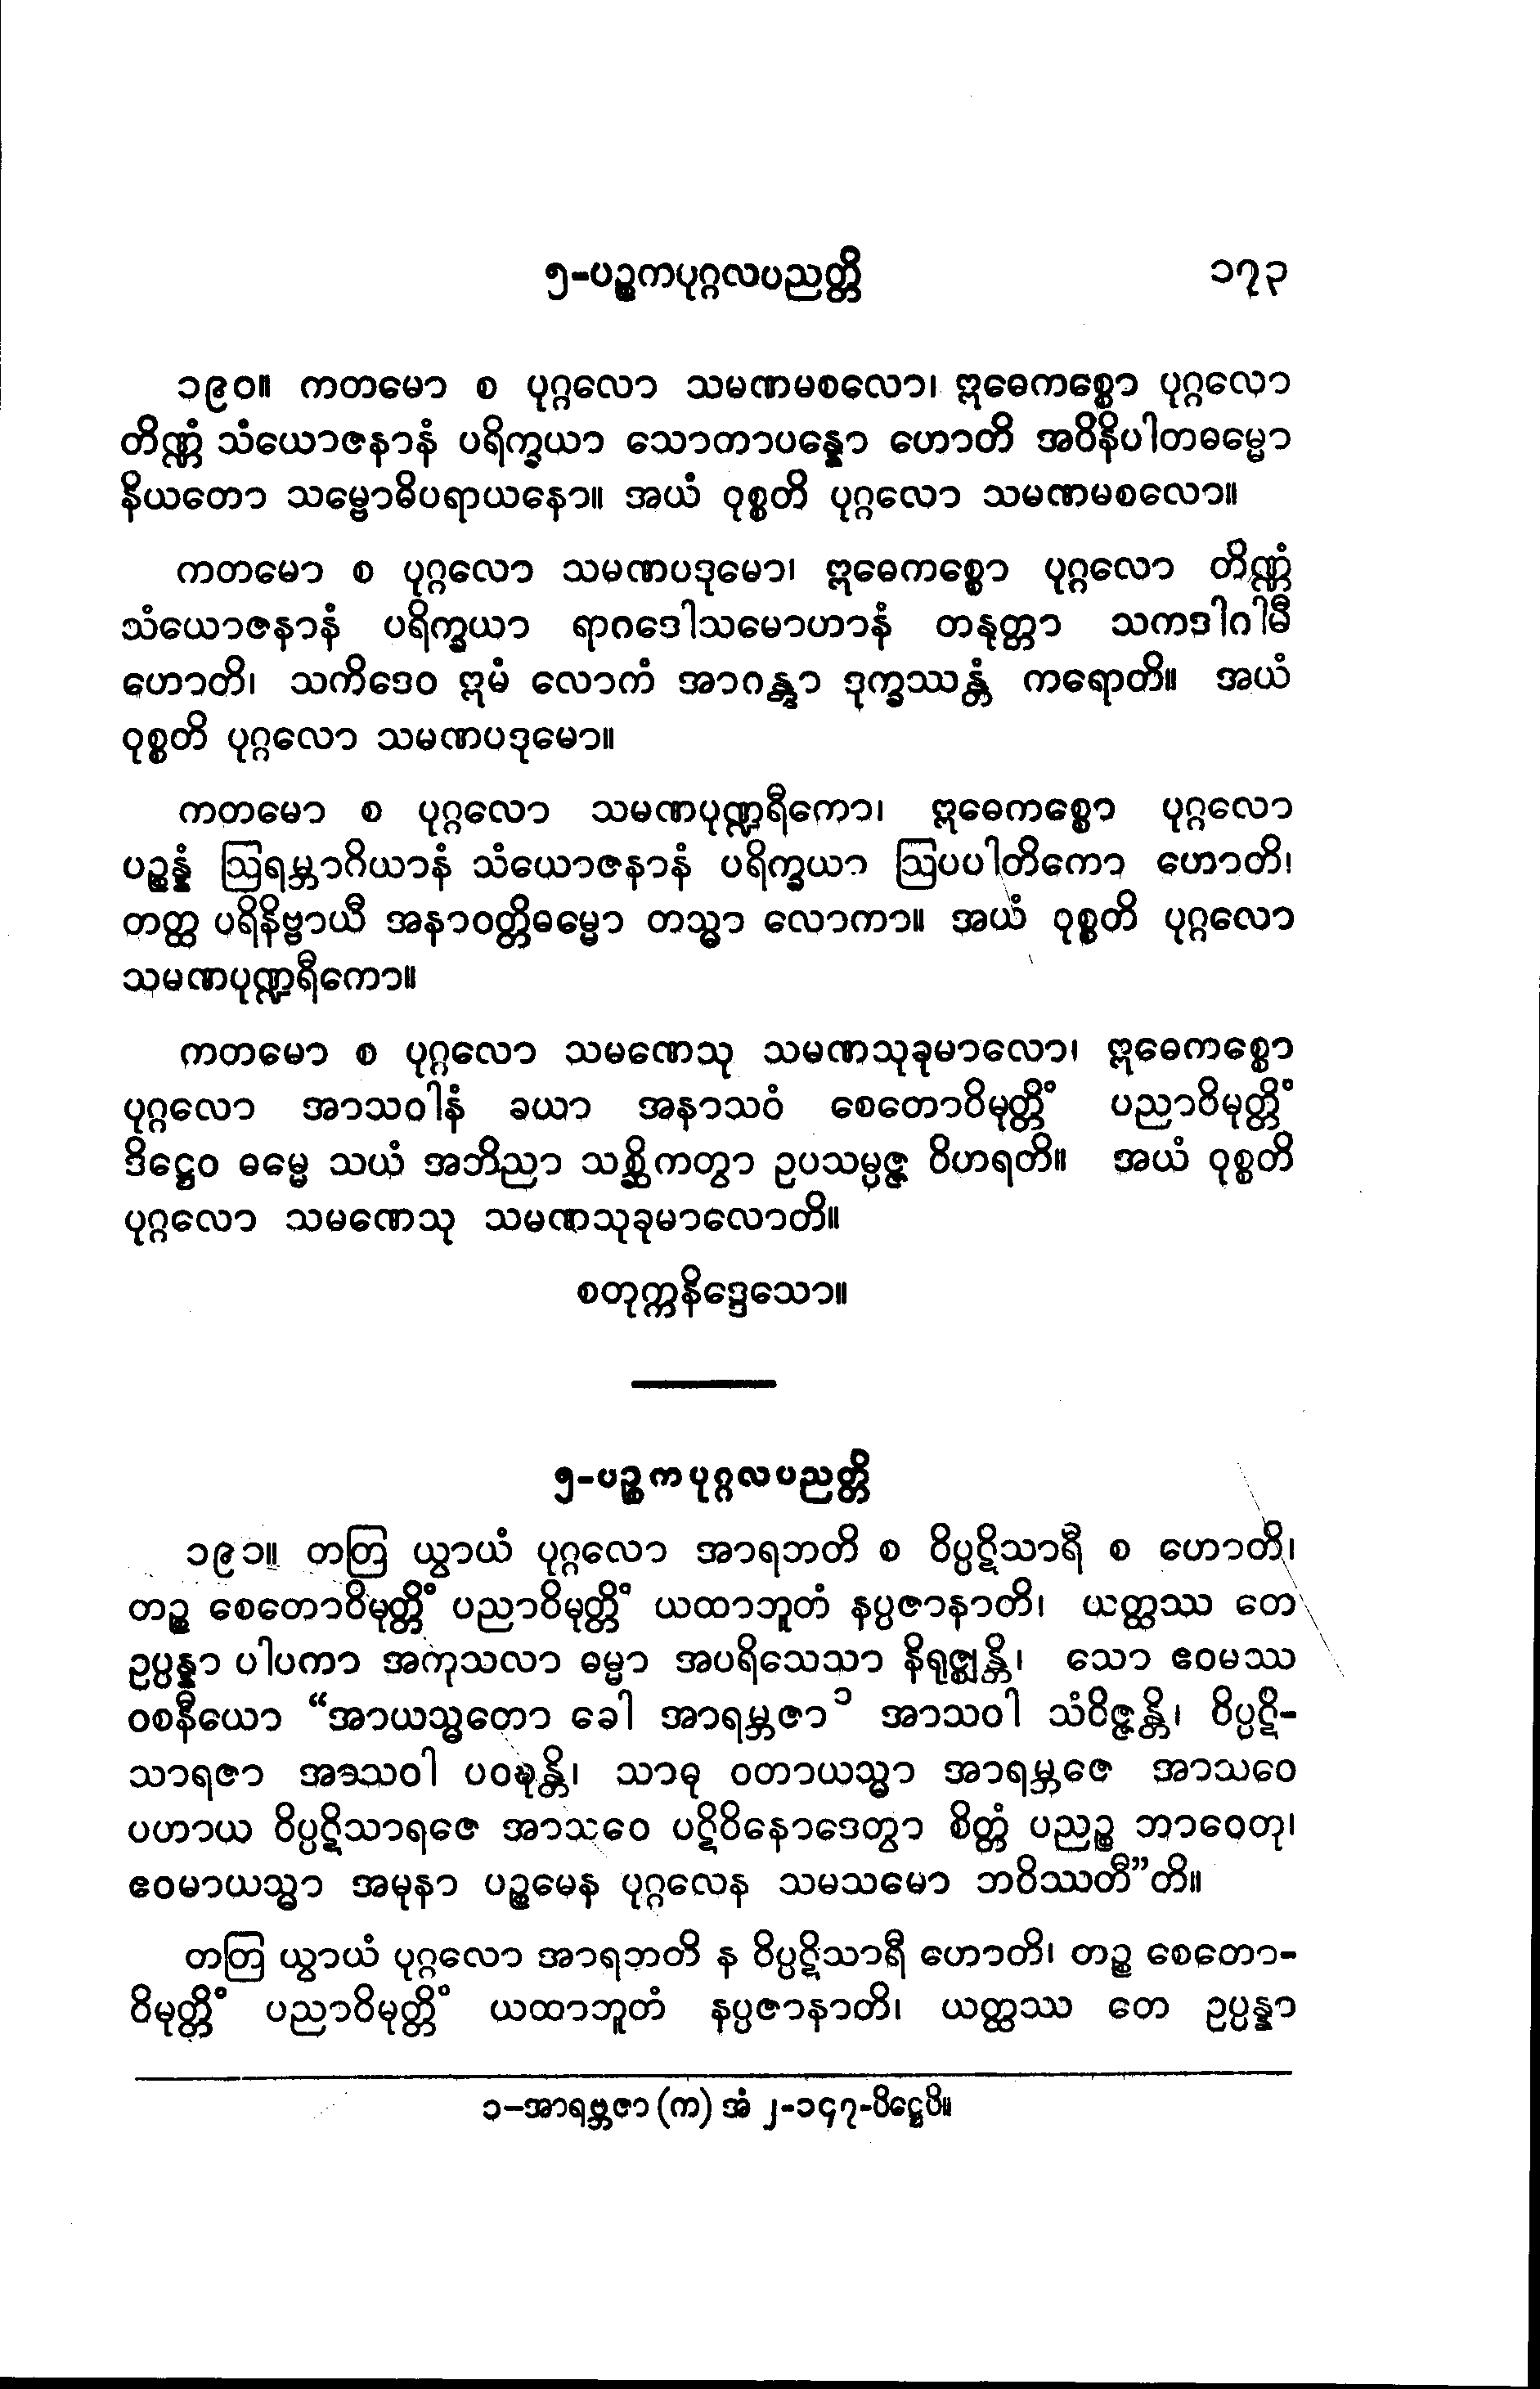 ၅-ပဉ္စကပုဂ္ဂလပညတ္တိ ၁၇၃
၁၉၀။ ကတမော စ ပုဂ္ဂလော သမဏမစလော၊ ဣဓေကစ္စော ပုဂ္ဂလော
တိဏ္ဏံ သံယောဇနာနံ ပရိက္ခယာ သောတာပန္နော ဟောတိ အဝိနိပါတဓမ္မော
နိယတော သမ္ဗောဓိပရာယနော။ အယံ ဝုစ္စတိ ပုဂ္ဂလော သမဏမစလော။
ကတမော စ ပုဂ္ဂလော သမဏပဒုမော၊ ဣဓေကစ္စော ပုဂ္ဂလော တိဏ္ဏံ
သံယောဇနာနံ ပရိက္ခယာ ရာဂဒေါသမောဟာနံ တနုတ္တာ သကဒါဂါမီ
ဟောတိ၊ သကိဒေဝ ဣမံ လောကံ အာဂန္တွာ ဒုက္ခဿန္တံ ကရောတိ။ အယံ
ဝုစ္စတိ ပုဂ္ဂလော သမဏပဒုမော။
ကတမော စ ပုဂ္ဂလော သမဏပုဏ္ဍရီကော၊ ဣဓေကစ္စော ပုဂ္ဂလော
ပဉ္စန္နံ ဩရမ္ဘာဂိယာနံ သံယောဇနာနံ ပရိက္ခယာ ဩပပါတိကော ဟောတိ၊
တတ္ထ ပရိနိဗ္ဗာယီ အနာဝတ္တိဓမ္မော တသ္မာ လောကာ။ အယံ ဝုစ္စတိ ပုဂ္ဂလော
သမဏပုဏ္ဍရီကော။
ကတမော စ ပုဂ္ဂလော သမဏေသု သမဏသုခုမာလော၊ ဣဓေကစ္စော
ပုဂ္ဂလော အာသဝါနံ ခယာ အနာသဝံ စေတောဝိမုတ္တိံ ပညာဝိမုတ္တိံ
ဒိဋ္ဌေဝ ဓမ္မေ သယံ အဘိညာ သစ္ဆိကတွာ ဥပသမ္ပဇ္ဇ ဝိဟရတိ။ အယံ ဝုစ္စတိ
ပုဂ္ဂလော သမဏေသု သမဏသုခုမာလောတိ။
စတုက္ကနိဒ္ဒေသော။
၅-ပဉ္စကပုဂ္ဂလပညတ္တိ
၁၉၁။ တတြ ယွာယံ ပုဂ္ဂလော အာရဘတိ စ ဝိပ္ပဋိသာရီ စ ဟောတိ၊
တဉ္စ စေတောဝိမုတ္တိံ ပညာဝိမုတ္တိံ ယထာဘူတံ နပ္ပဇာနာတိ၊ ယတ္ထဿ တေ
ဥပ္ပန္နာ ပါပကာ အကုသလာ ဓမ္မာ အပရိသေသာ နိရုဇ္ဈန္တိ၊ သော ဧဝမဿ
ဝစနီယော “အာယသ္မတော ခေါ အာရမ္ဘဇာ၁ အာသဝါ သံဝိဇ္ဇန္တိ၊ ဝိပ္ပဋိ-
သာရဇာ အာသဝါ ပဝဍ္ဎန္တိ၊ သာဓု ဝတာယသ္မာ အာရမ္ဘဇေ အာသဝေ
ပဟာယ ဝိပ္ပဋိသာရဇေ အာသဝေ ပဋိဝိနောဒေတွာ စိတ္တံ ပညဉ္စ ဘာဝေတု၊
ဧဝမာယသ္မာ အမုနာ ပဉ္စမေန ပုဂ္ဂလေန သမသမော ဘဝိဿတီ”တိ။
တတြ ယွာယံ ပုဂ္ဂလော အာရဘတိ န ဝိပ္ပဋိသာရီ ဟောတိ၊ တဉ္စ စေတော-
ဝိမုတ္တိံ ပညာဝိမုတ္တိံ ယထာဘူတံ နပ္ပဇာနာတိ၊ ယတ္ထဿ တေ ဥပ္ပန္နာ
၁-အာရဗ္ဘဇာ (က) အံ ၂-၁၄၇-ပိဋ္ဌေပိ။